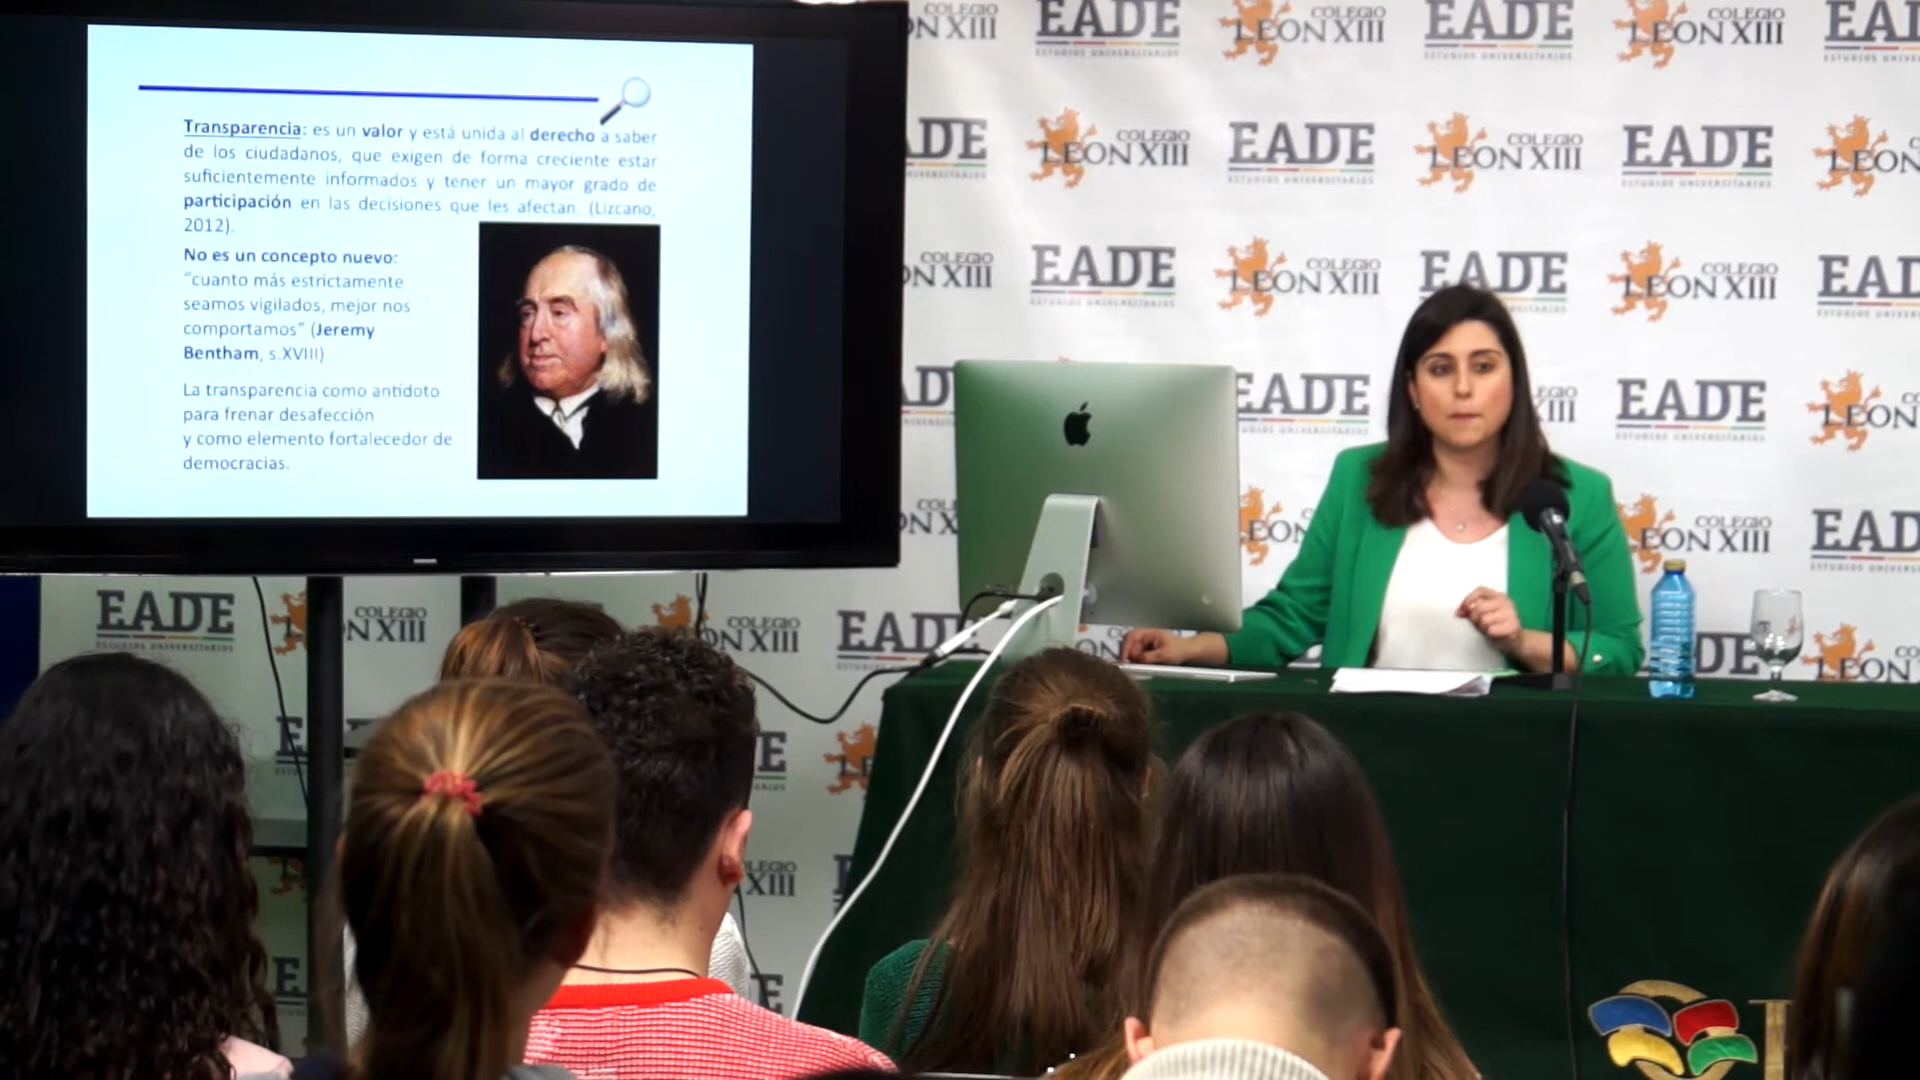 Transparencia: es un valor y está unida al derecho a saber
de los ciudadanos, que exigen de forma creciente estar
suficientemente informados y tener un mayor grado de
participación en las decisiones que les afectan. (Lizcano,
2012).
No es un concepto nuevo:
"cuanto más estrictamente
seamos vigilados, mejor nos
comportamos" (Jeremy
Bentham, s.XVIII)
La transparencia como antídoto
para frenar desafección
y como elemento fortalecedor de
democracias.
EADE
ESTUDIOS UNIVERSITARIOS
COLEGIO
LEON XIII